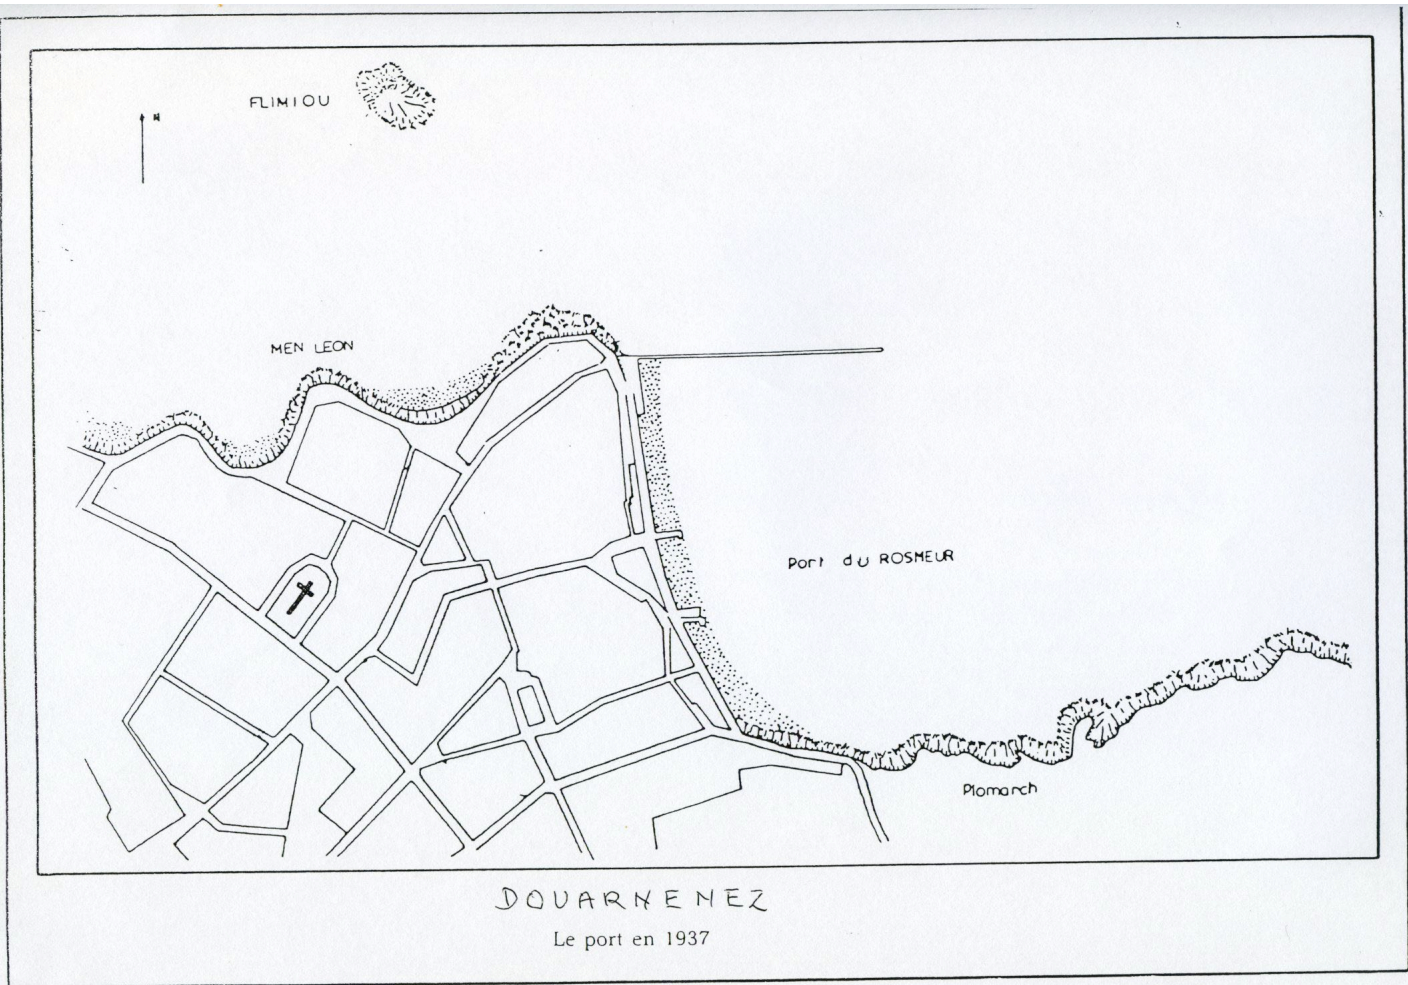 FLIMIOU
N
MEN LEON
Port du ROSMEUR
Plomarch
DOUARNENEZ
Le port en 1937